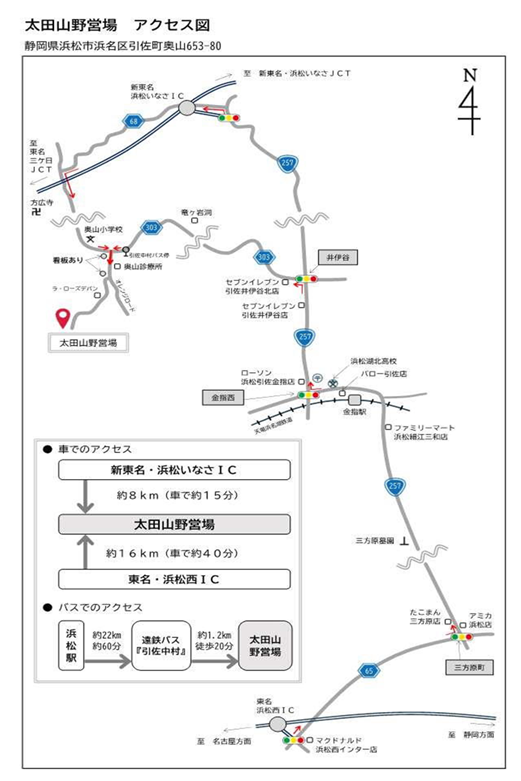 太田山野営場 アクセス図
静岡県浜松市浜名区引佐町奥山653-80
至 新東名・浜松いなさJCT
N
新東名
浜松いなさIC
68
257
至
東名
三ケ日
JCT
方広寺
卍
竜ヶ岩洞
奥山小学校
303
引佐中村バス停
看板あり
奥山診療所
303
井伊谷
ラ・ローズデパン
オレンジロード
セブンイレブン
引佐井伊谷北店
セブンイレブン
引佐井伊谷店
太田山野営場
257
浜松湖北高校
ローソン
浜松引佐金指店
バロー引佐店
金指西
金指駅
天竜浜名湖鉄道
ファミリーマート
浜松細江三和店
● 車でのアクセス
新東名・浜松いなさIC
約8km（車で約15分）
257
太田山野営場
三方原墓園
約16km（車で約40分）
東名・浜松西IC
● バスでのアクセス
浜松駅
約22km
約60分
遠鉄バス
『引佐中村』
約1.2km
徒歩20分
太田山
野営場
たこまん
三方原店
アミカ
浜松店
三方原町
65
東名
浜松西IC
至 名古屋方面
マクドナルド
浜松西インター店
至 静岡方面